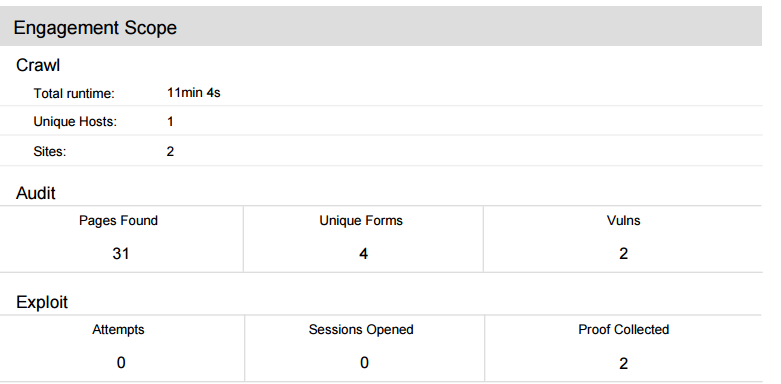 Engagement Scope
Crawl
Total runtime: 11min 4s
Unique Hosts: 1
Sites: 2
Audit
Pages Found Unique Forms Vulns
31 4 2
Exploit
Attempts Sessions Opened Proof Collected
0 0 2